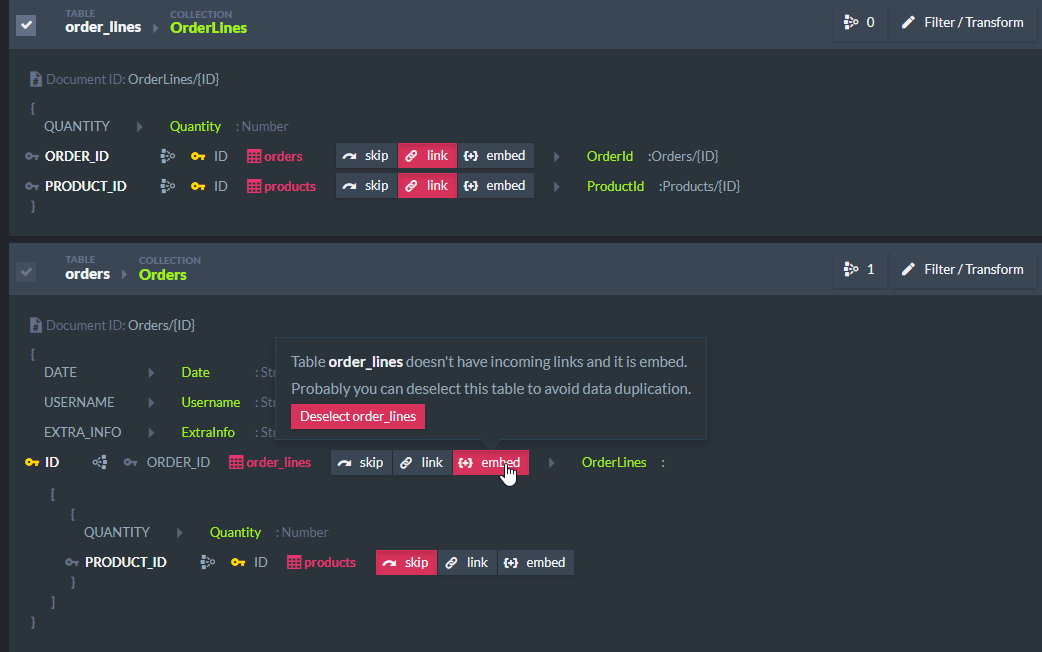 TABLE COLLECTION
order_lines OrderLines 0 Filter / Transform
Document ID: OrderLines/{ID}
{
QUANTITY Quantity : Number
ORDER_ID ID orders skip link embed OrderId :Orders/{ID}
PRODUCT_ID ID products skip link embed ProductId :Products/{ID}
}
TABLE COLLECTION
orders Orders 1 Filter / Transform
Document ID: Orders/{ID}
{
Table order_lines doesn't have incoming links and it is embed.
DATE Date : Str
Probably you can deselect this table to avoid data duplication.
USERNAME Username : Str
Deselect order_lines
EXTRA_INFO ExtraInfo : Str
ID ORDER_ID order_lines skip link embed OrderLines :
[
{
QUANTITY Quantity : Number
PRODUCT_ID ID products skip link embed
}
]
}